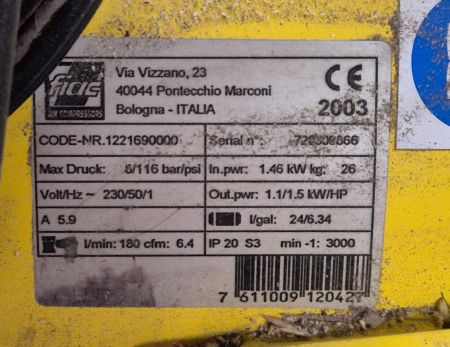 fiac
AIR COMPRESSORS
Via Vizzano, 23
40044 Pontecchio Marconi
Bologna - ITALIA
CE
2003
CODE-NR.1221690000 Serial n°:
Max Druck: 8/116 bar/psi In.pwr: 1.46 kW kg: 26
Volt/Hz ~ 230/50/1 Out.pwr: 1.1/1.5 kW/HP
A 5.9 l/gal: 24/6.34
l/min: 180 cfm: 6.4 IP 20 S3 min -1: 3000
7 611009 120427